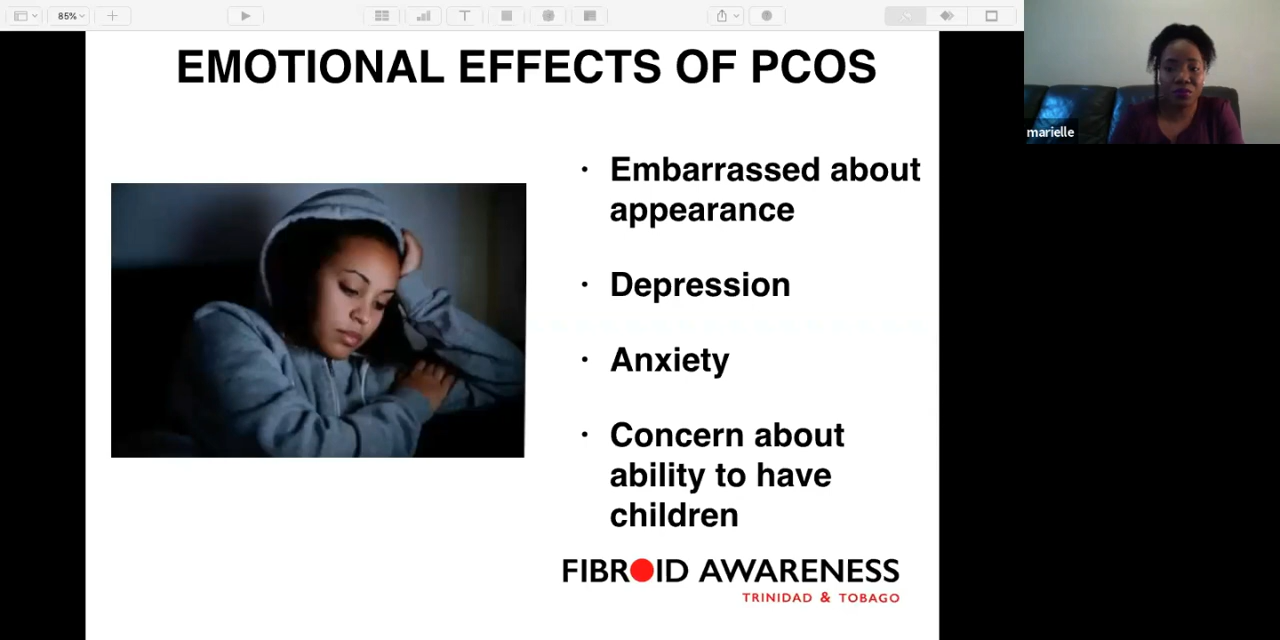 85%
EMOTIONAL EFFECTS OF PCOS
marielle
· Embarrassed about
appearance
· Depression
· Anxiety
· Concern about
ability to have
children
FIBROID AWARENESS
TRINIDAD & TOBAGO